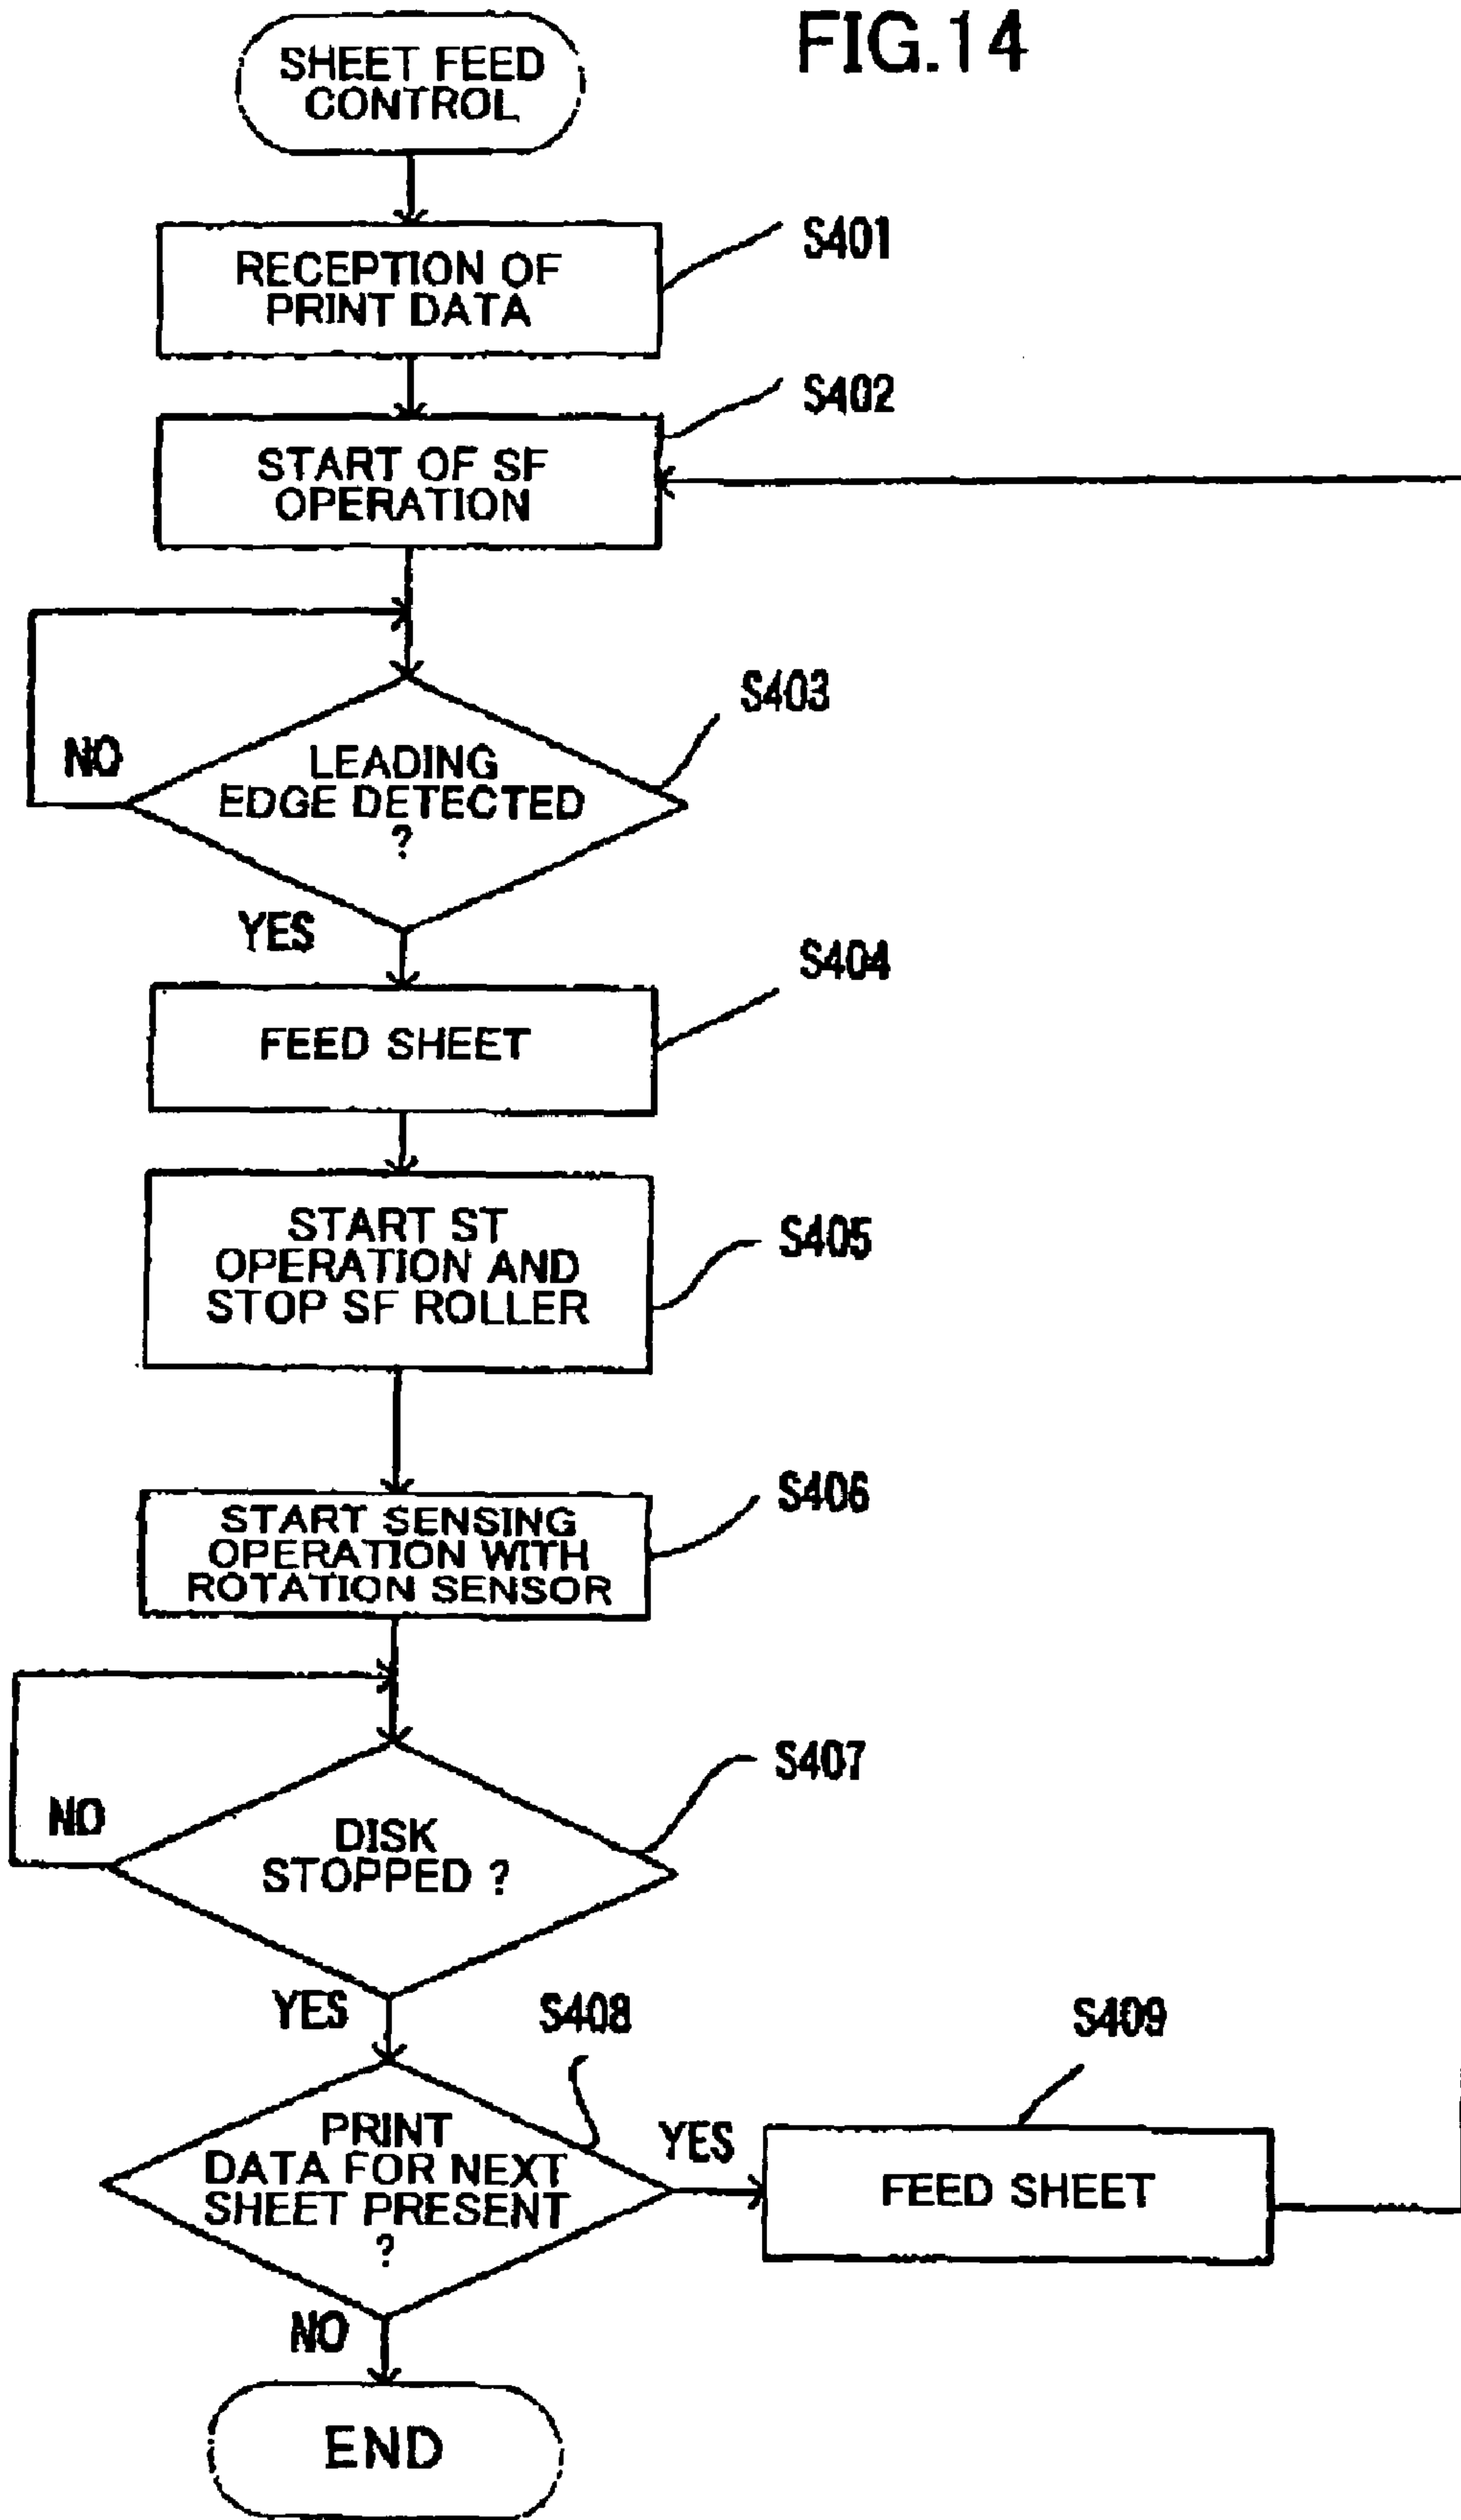 FIG.14
SHEET FEED
CONTROL
RECEPTION OF
PRINT DATA
S401
START OF SF
OPERATION
S402
LEADING
EDGE DETECTED
?
S403
NO
YES
FEED SHEET
S404
START ST
OPERATION AND
STOP SF ROLLER
S405
START SENSING
OPERATION WITH
ROTATION SENSOR
S406
DISK
STOPPED ?
S407
NO
YES
PRINT
DATA FOR NEXT
SHEET PRESENT
?
S408
YES
FEED SHEET
S409
NO
END